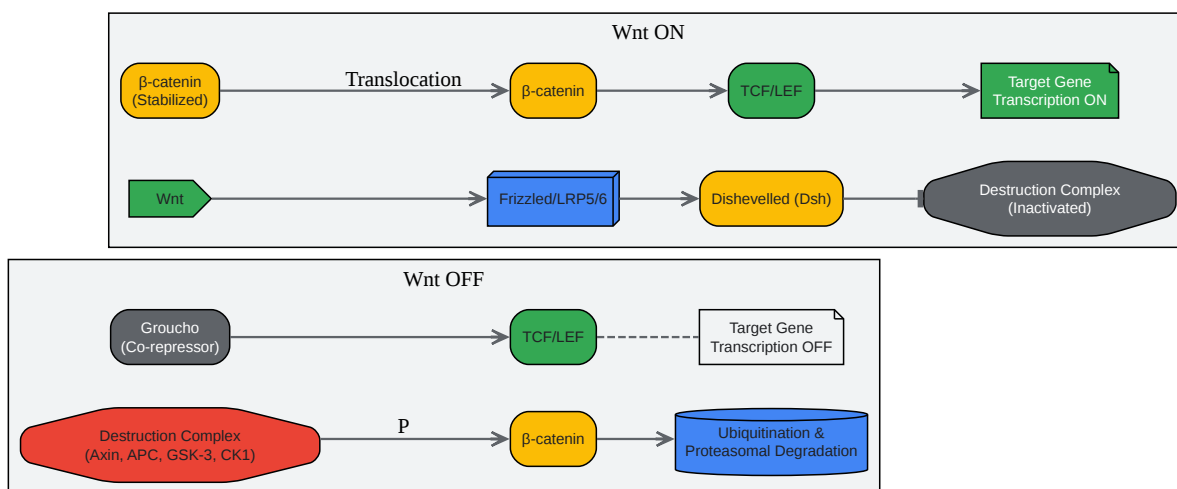 Wnt ON
β-catenin
(Stabilized)
Translocation
β-catenin
TCF/LEF
Target Gene
Transcription ON
Wnt
Frizzled/LRP5/6
Dishevelled (Dsh)
Destruction Complex
(Inactivated)
Wnt OFF
Groucho
(Co-repressor)
TCF/LEF
Target Gene
Transcription OFF
Destruction Complex
(Axin, APC, GSK-3, CK1)
P
β-catenin
Ubiquitination &
Proteasomal Degradation